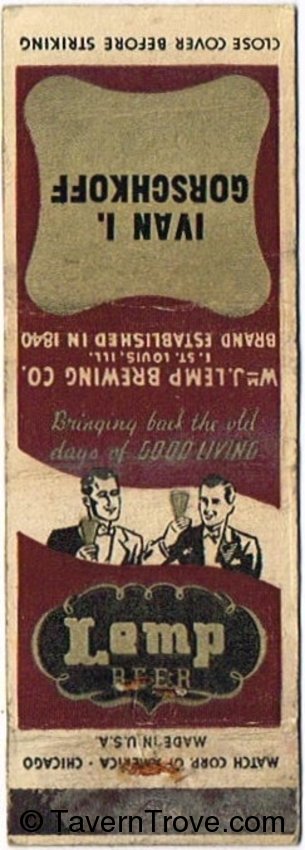 CLOSE COVER BEFORE STRIKING
IVAN I.
GORSCHKOFF
WM J. LEMP BREWING CO.
E. ST. LOUIS, ILL.
BRAND ESTABLISHED IN 1840
Bringing back the old
days of GOOD LIVING
Lemp
BEER
MADE IN U.S.A.
MATCH CORP. OF AMERICA · CHICAGO
© TavernTrove.com